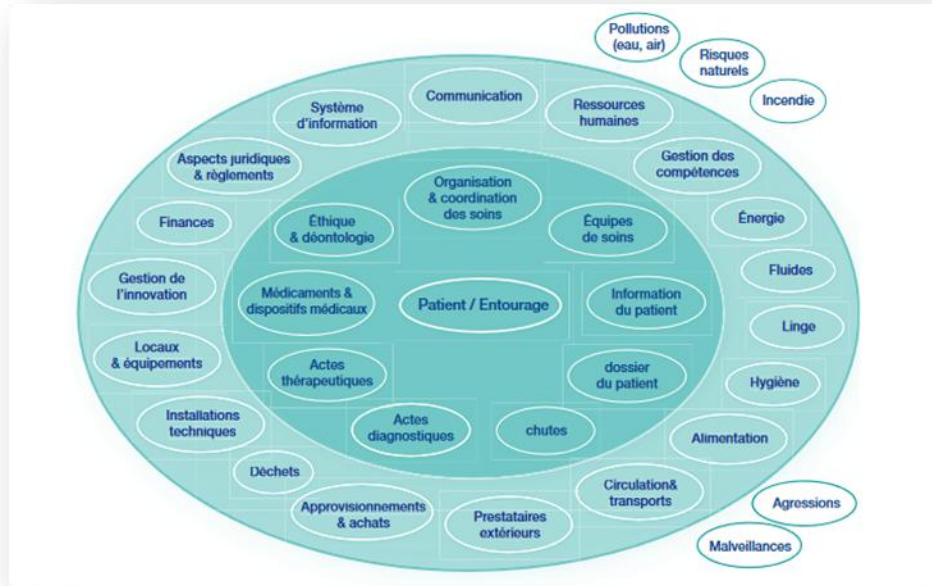 Pollutions
(eau, air)
Risques
naturels
Incendie
Communication
Système
d'information
Ressources
humaines
Aspects juridiques
& règlements
Gestion des
compétences
Organisation
& coordination
des soins
Finances
Éthique
& déontologie
Équipes
de soins
Énergie
Gestion de
l'innovation
Médicaments &
dispositifs médicaux
Patient / Entourage
Information
du patient
Fluides
Linge
Locaux
& équipements
Actes
thérapeutiques
dossier
du patient
Hygiène
Installations
techniques
Actes
diagnostiques
chutes
Alimentation
Déchets
Approvisionnements
& achats
Prestataires
extérieurs
Circulation&
transports
Agressions
Malveillances